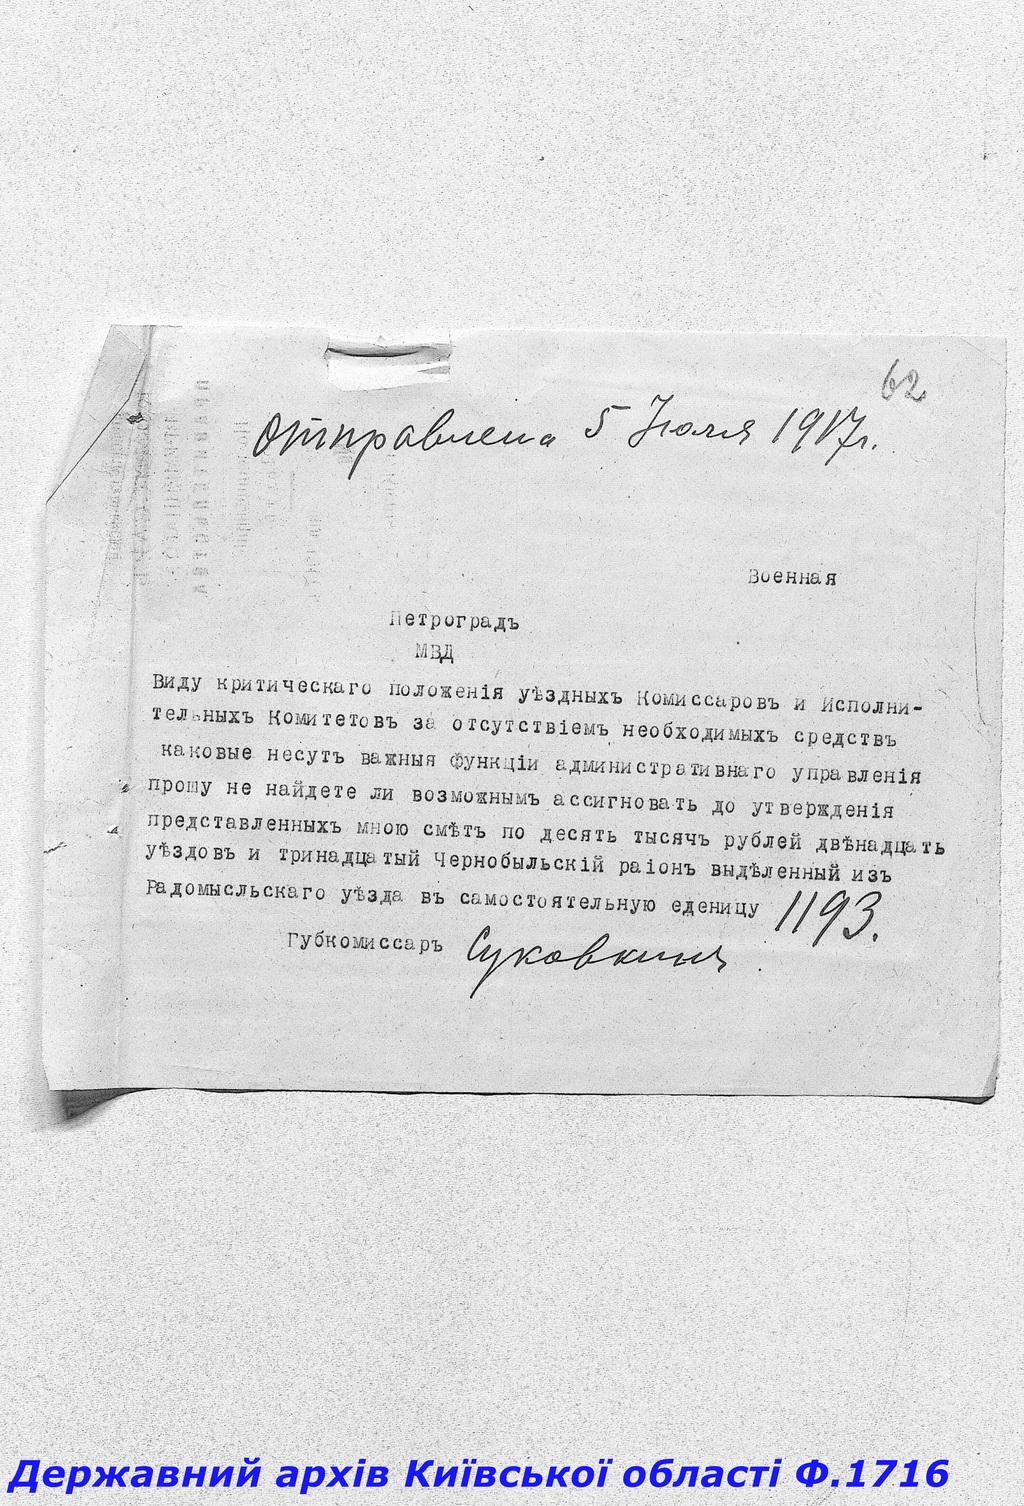 62
Отправлена 5 Июля 1917г.
Военная
Петроградъ
МВД
Виду критическаго положенія уѣздныхъ Комиссаровъ и Исполни-
тельныхъ Комитетовъ за отсутствіемъ необходимыхъ средствъ
каковые несутъ важныя функціи административнаго управленія
прошу не найдете ли возможнымъ ассигновать до утвержденія
представленныхъ мною смѣтъ по десять тысячъ рублей двѣнадцать
уѣздовъ и тринадцатый Чернобыльскій раіонъ выдѣленный изъ
Радомысльскаго уѣзда въ самостоятельную еденицу 1193.
Губкомиссаръ Суковкинъ
Державний архів Київської області Ф.1716